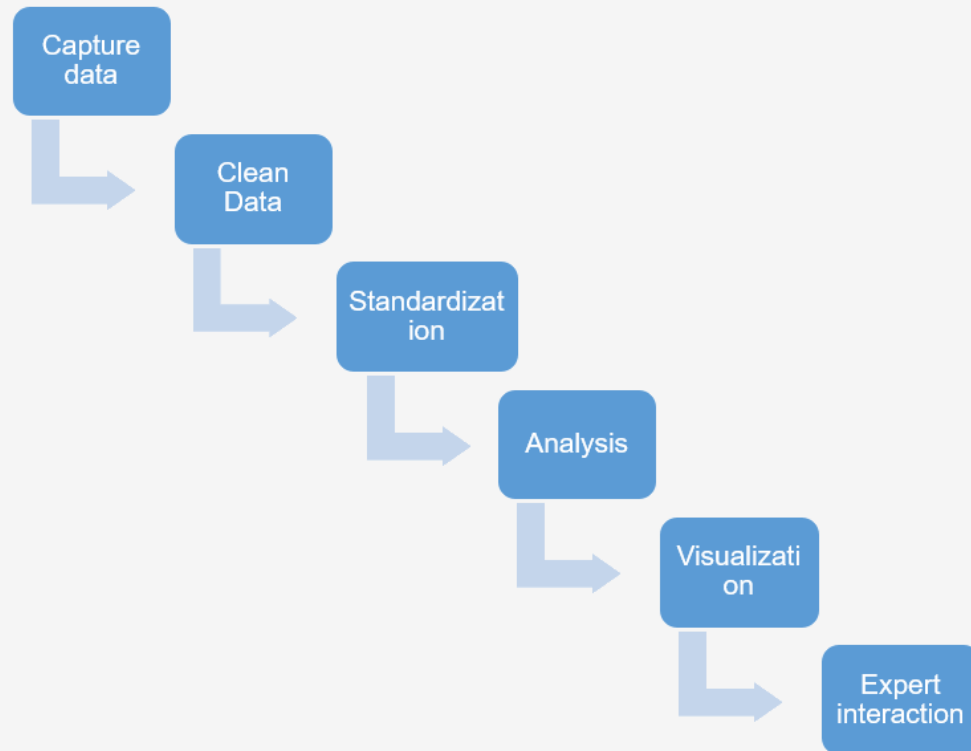 Capture
data
Clean
Data
Standardizat
ion
Analysis
Visualizati
on
Expert
interaction